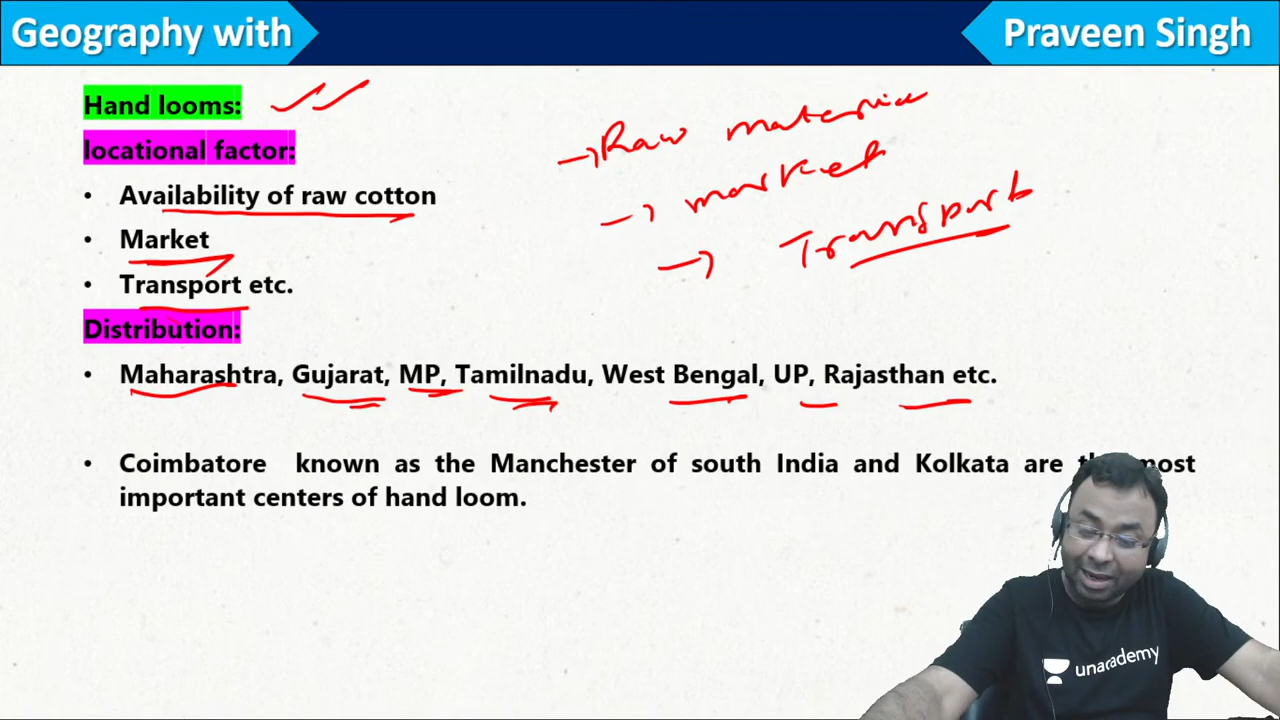 Geography with
Praveen Singh
Hand looms:
locational factor:
• Availability of raw cotton
• Market
• Transport etc.
→ Raw material
→ market
→ Transport
Distribution:
• Maharashtra, Gujarat, MP, Tamilnadu, West Bengal, UP, Rajasthan etc.
• Coimbatore known as the Manchester of south India and Kolkata are the most
important centers of hand loom.
unacademy